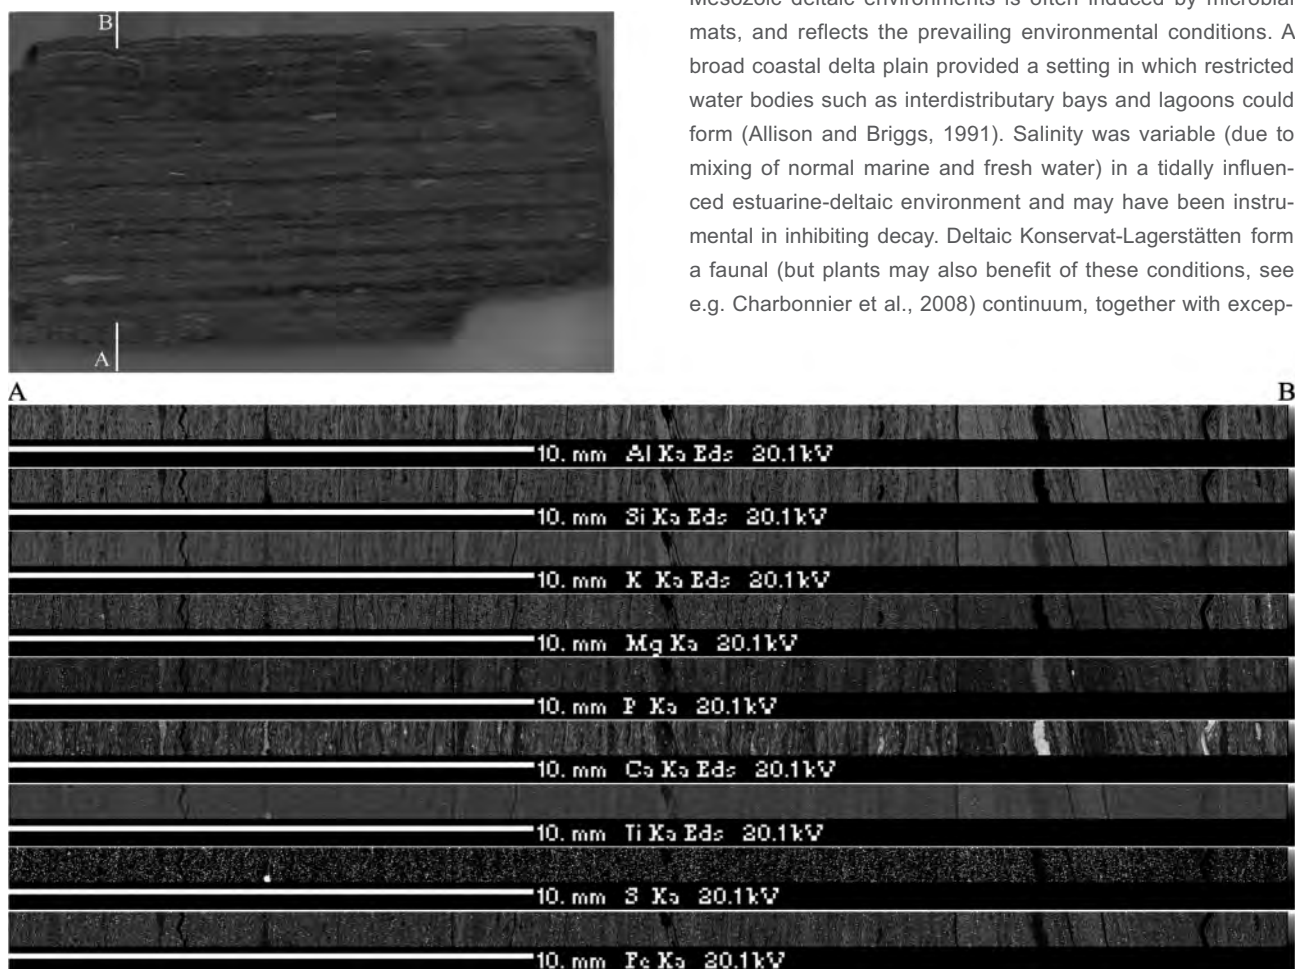 B
A
Mesozoic deltaic environments is often induced by microbial
mats, and reflects the prevailing environmental conditions. A
broad coastal delta plain provided a setting in which restricted
water bodies such as interdistributary bays and lagoons could
form (Allison and Briggs, 1991). Salinity was variable (due to
mixing of normal marine and fresh water) in a tidally influen-
ced estuarine-deltaic environment and may have been instru-
mental in inhibiting decay. Deltaic Konservat-Lagerstätten form
a faunal (but plants may also benefit of these conditions, see
e.g. Charbonnier et al., 2008) continuum, together with excep-
A B
10. mm Al Ka Eds 20.1kV
10. mm Si Ka Eds 20.1kV
10. mm K Ka Eds 20.1kV
10. mm Mg Ka 20.1kV
10. mm P Ka 20.1kV
10. mm Ca Ka Eds 20.1kV
10. mm Ti Ka Eds 20.1kV
10. mm S Ka 20.1kV
10. mm Fe Ka 20.1kV